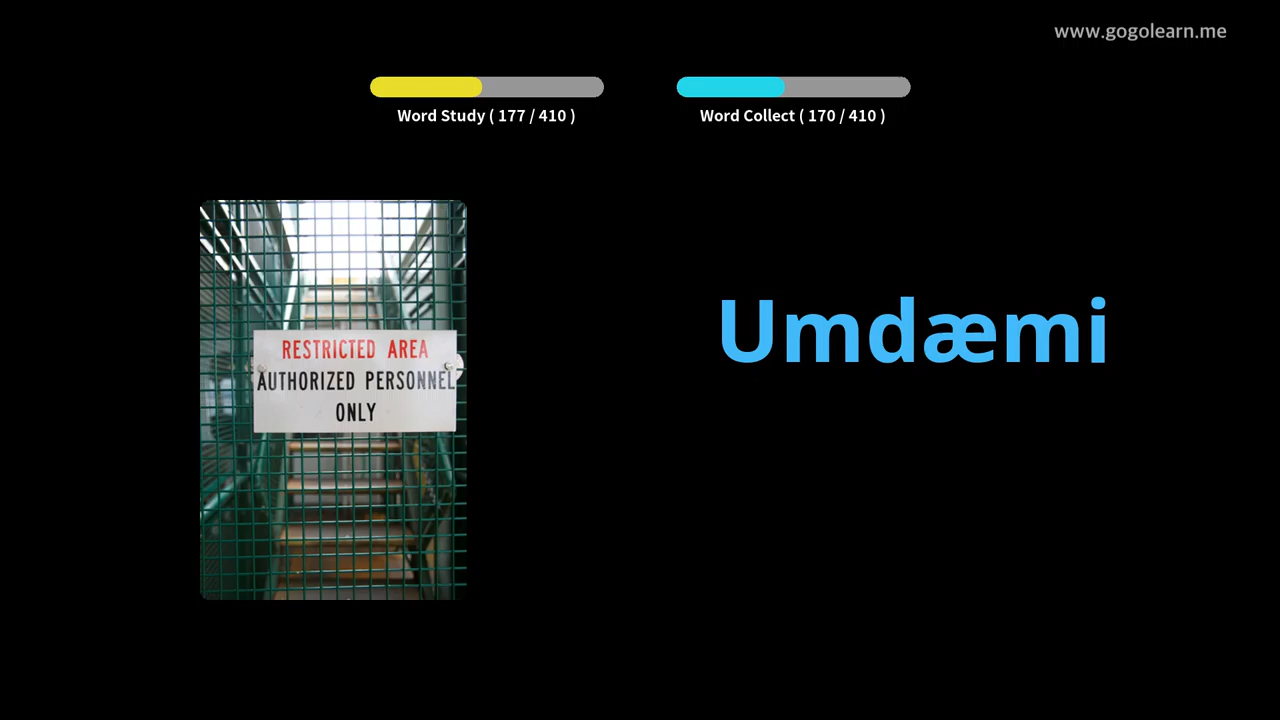 www.gogolearn.me
Word Study ( 177 / 410 )
Word Collect ( 170 / 410 )
RESTRICTED AREA
AUTHORIZED PERSONNEL
ONLY
Umdæmi